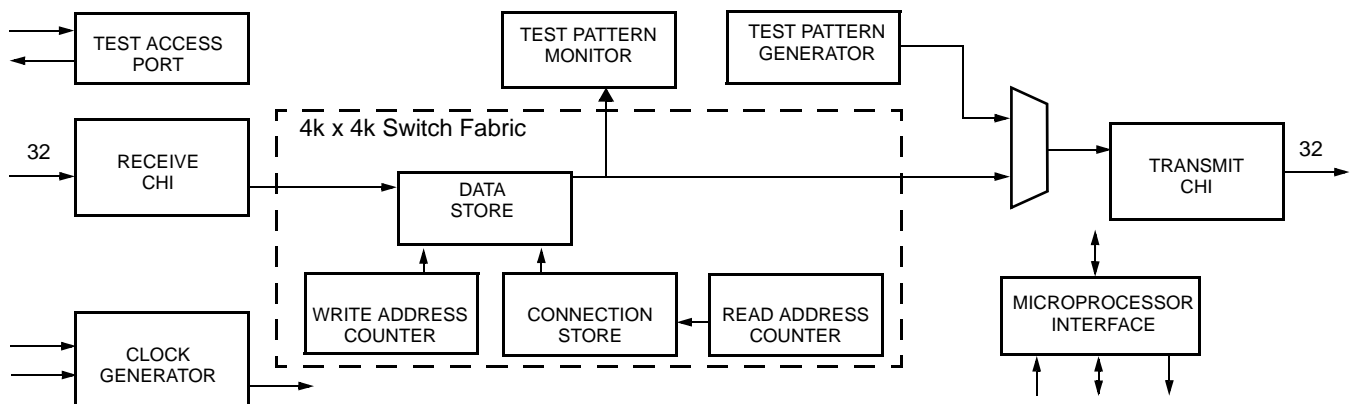 TEST ACCESS
PORT
TEST PATTERN
MONITOR
TEST PATTERN
GENERATOR
4k x 4k Switch Fabric
32
RECEIVE
CHI
DATA
STORE
TRANSMIT
CHI
32
WRITE ADDRESS
COUNTER
CONNECTION
STORE
READ ADDRESS
COUNTER
MICROPROCESSOR
INTERFACE
CLOCK
GENERATOR